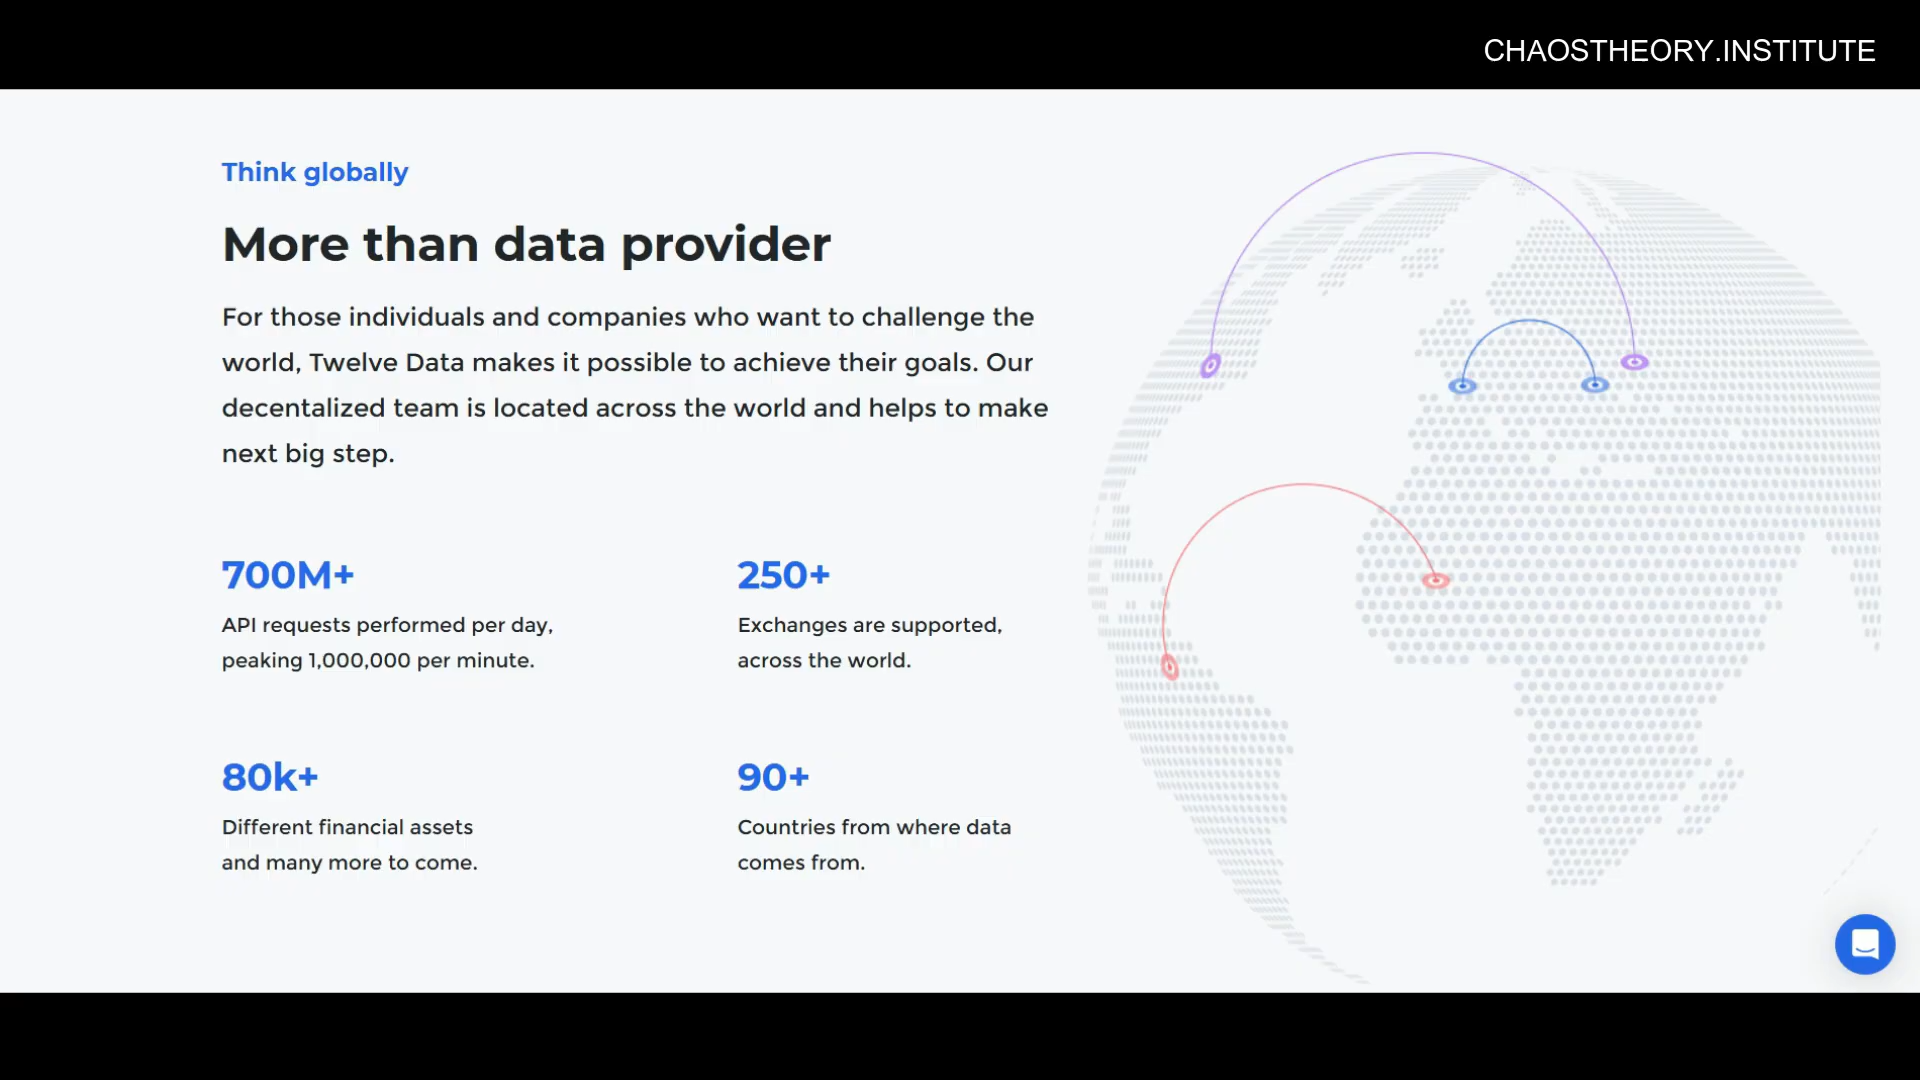 CHAOSTHEORY.INSTITUTE
Think globally
More than data provider
For those individuals and companies who want to challenge the
world, Twelve Data makes it possible to achieve their goals. Our
decentalized team is located across the world and helps to make
next big step.
700M+
API requests performed per day,
peaking 1,000,000 per minute.
250+
Exchanges are supported,
across the world.
80k+
Different financial assets
and many more to come.
90+
Countries from where data
comes from.